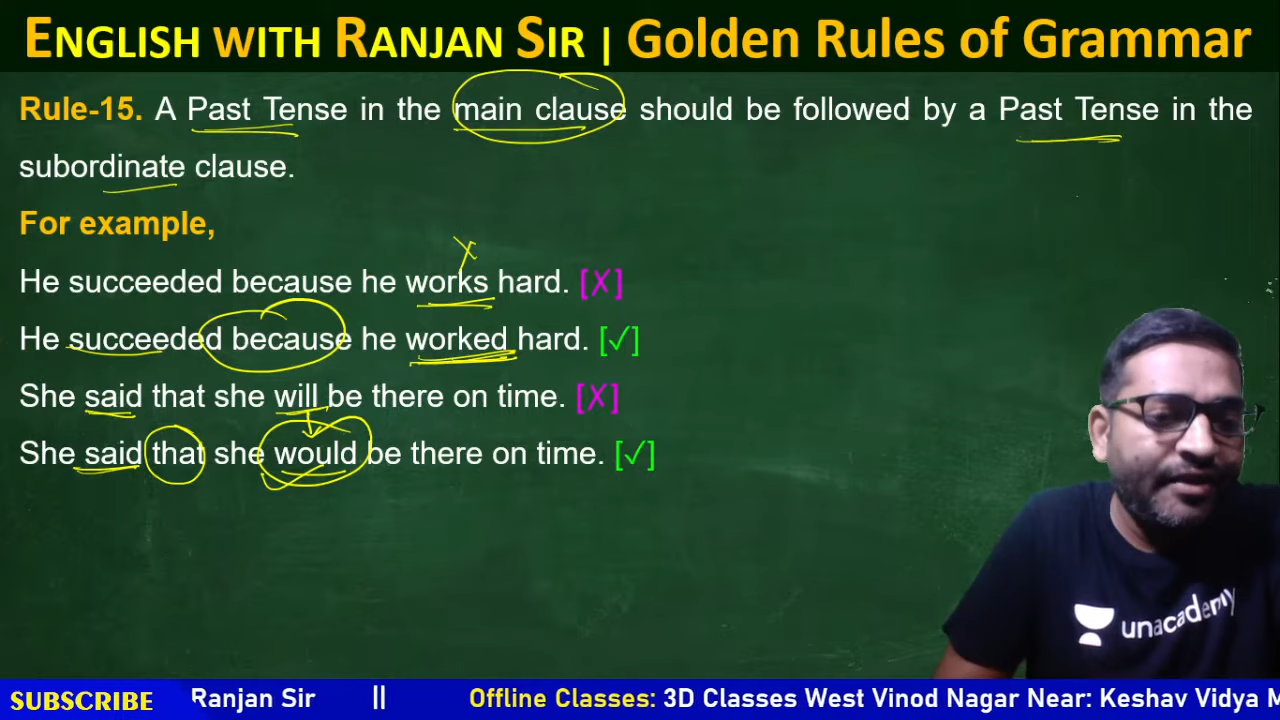 ENGLISH WITH RANJAN SIR | Golden Rules of Grammar
Rule-15. A Past Tense in the main clause should be followed by a Past Tense in the
subordinate clause.
For example,
He succeeded because he works hard. [X]
He succeeded because he worked hard. [✓]
She said that she will be there on time. [X]
She said that she would be there on time. [✓]
unacademy
SUBSCRIBE Ranjan Sir || Offline Classes: 3D Classes West Vinod Nagar Near: Keshav Vidya M